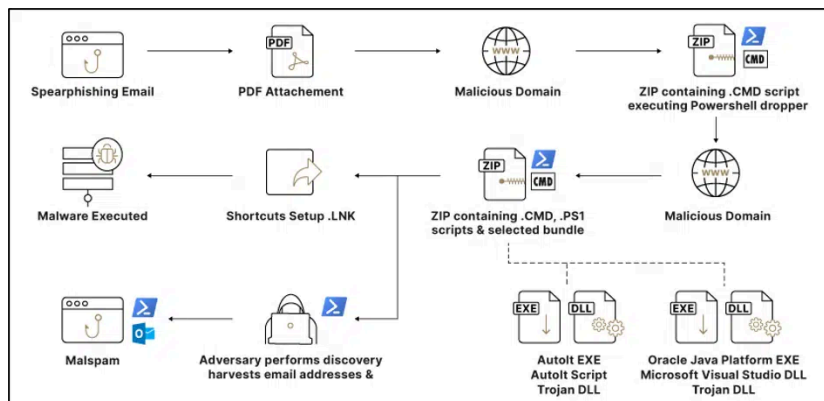 PDF
WWW
ZIP
CMD
Spearphishing Email
PDF Attachement
Malicious Domain
ZIP containing .CMD script
executing Powershell dropper
ZIP
CMD
WWW
Malware Executed
Shortcuts Setup .LNK
ZIP containing .CMD, .PS1
scripts & selected bundle
Malicious Domain
EXE
DLL
EXE
DLL
Malspam
Adversary performs discovery
harvests email addresses &
AutoIt EXE
AutoIt Script
Trojan DLL
Oracle Java Platform EXE
Microsoft Visual Studio DLL
Trojan DLL